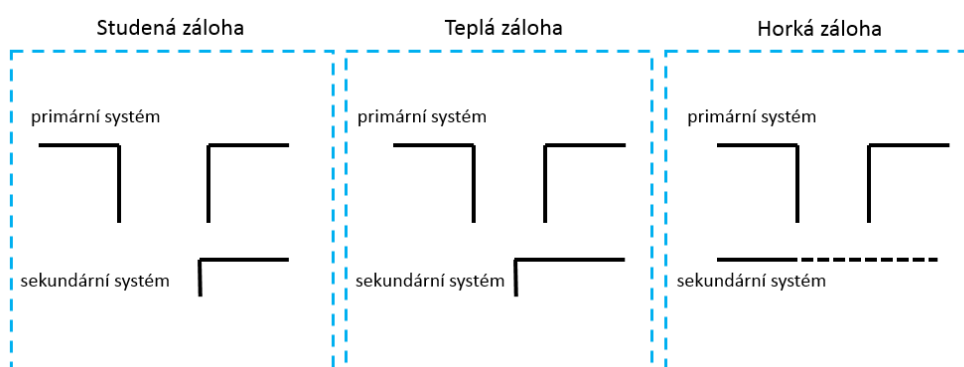 Studená záloha
Teplá záloha
Horká záloha
primární systém
primární systém
primární systém
sekundární systém
sekundární systém
sekundární systém